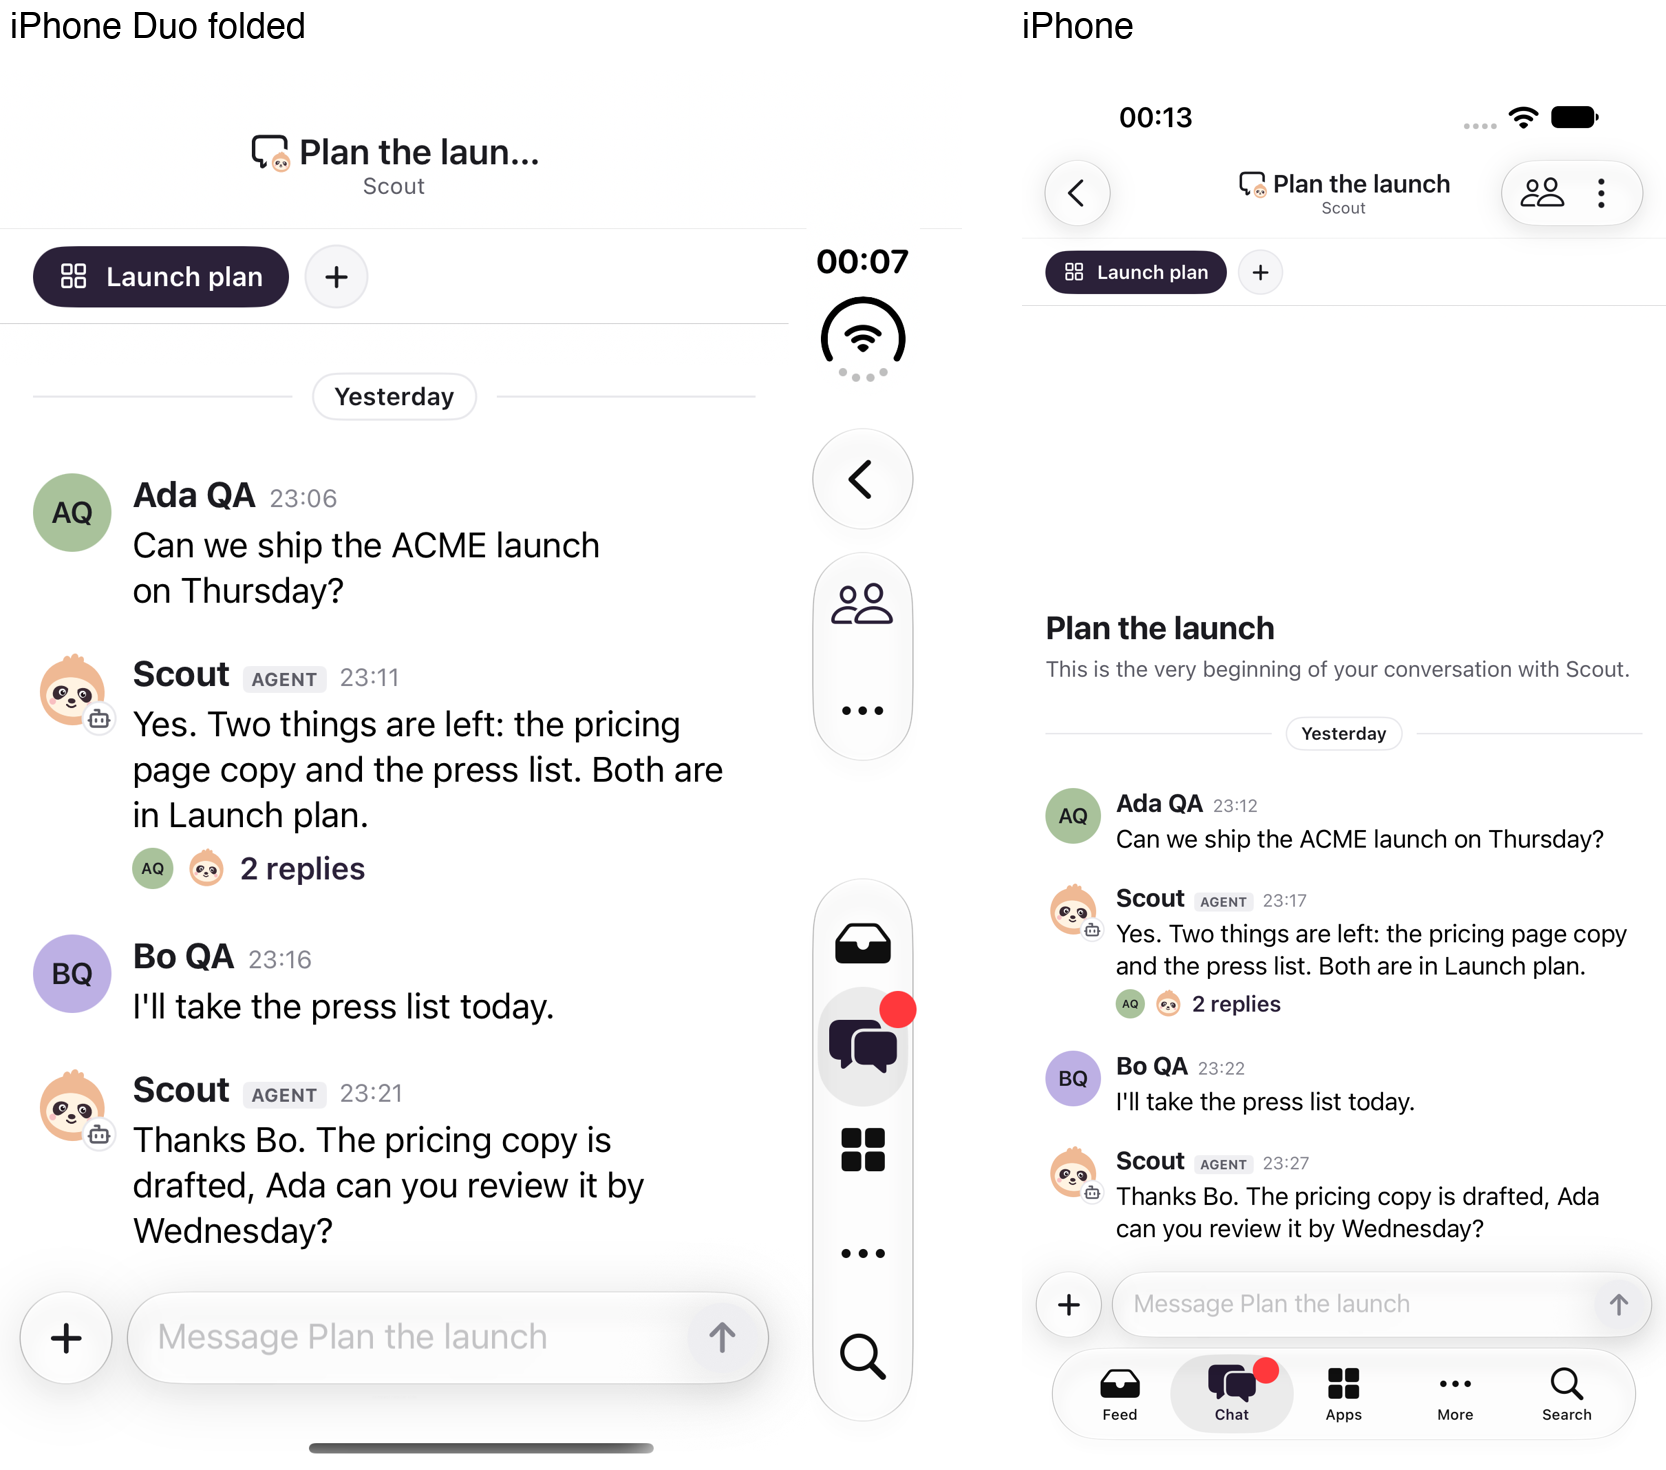 iPhone Duo folded
Plan the laun...
Scout
Launch plan
00:07
Yesterday
AQ
Ada QA 23:06
Can we ship the ACME launch
on Thursday?
Scout AGENT 23:11
Yes. Two things are left: the pricing
page copy and the press list. Both are
in Launch plan.
AQ 2 replies
BQ
Bo QA 23:16
I'll take the press list today.
Scout AGENT 23:21
Thanks Bo. The pricing copy is
drafted, Ada can you review it by
Wednesday?
Message Plan the launch
iPhone
00:13
Plan the launch
Scout
Launch plan
Plan the launch
This is the very beginning of your conversation with Scout.
Yesterday
AQ
Ada QA 23:12
Can we ship the ACME launch on Thursday?
Scout AGENT 23:17
Yes. Two things are left: the pricing page copy
and the press list. Both are in Launch plan.
AQ 2 replies
BQ
Bo QA 23:22
I'll take the press list today.
Scout AGENT 23:27
Thanks Bo. The pricing copy is drafted, Ada
can you review it by Wednesday?
Message Plan the launch
Feed Chat Apps More Search